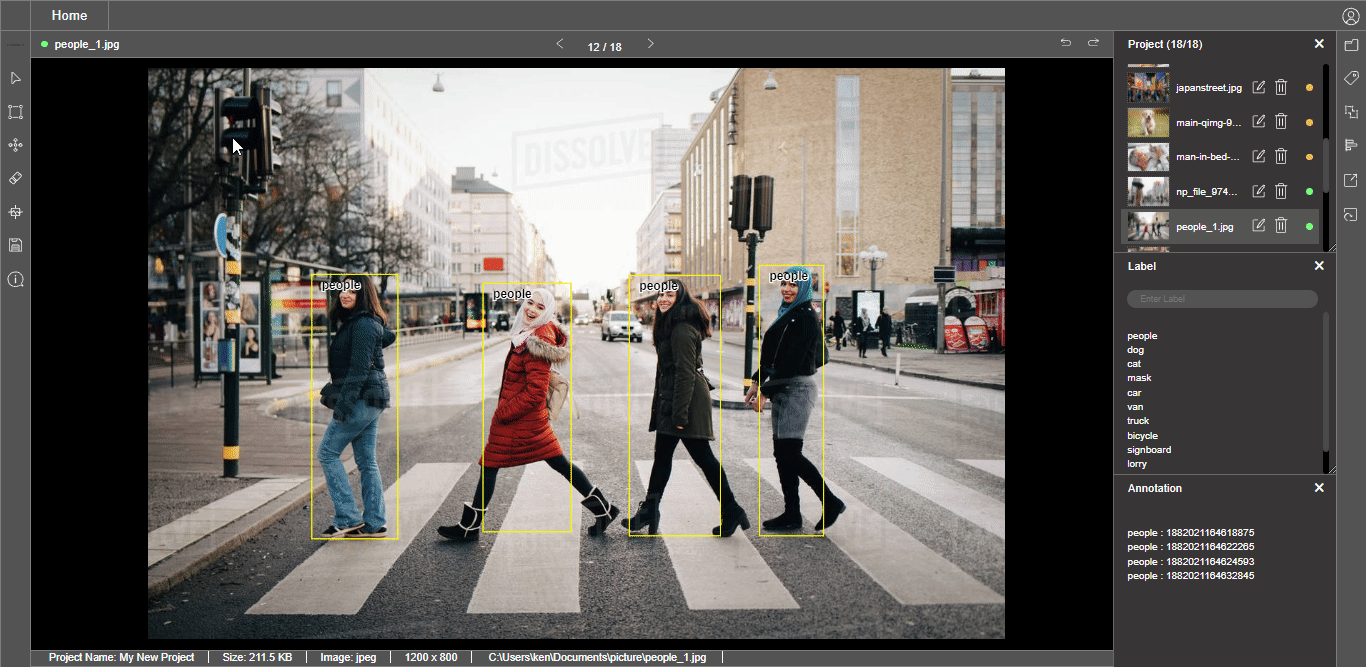 Home
people_1.jpg
12 / 18
Project (18/18)
japanstreet.jpg
main-qimg-9...
man-in-bed-...
np_file_974...
people_1.jpg
Label
Enter Label
people
dog
cat
mask
car
van
truck
bicycle
signboard
lorry
Annotation
people : 1882021164618875
people : 1882021164622265
people : 1882021164624593
people : 1882021164632845
DISSOLVE
people
people
people
people
Project Name: My New Project
Size: 211.5 KB
Image: jpeg
1200 x 800
C:\Users\ken\Documents\picture\people_1.jpg